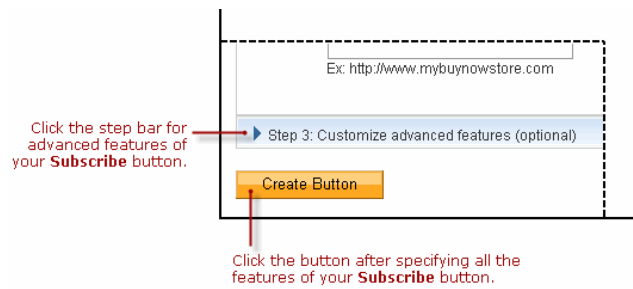 Ex: http://www.mybuynowstore.com
Click the step bar for
advanced features of
your Subscribe button.
Step 3: Customize advanced features (optional)
Create Button
Click the button after specifying all the
features of your Subscribe button.